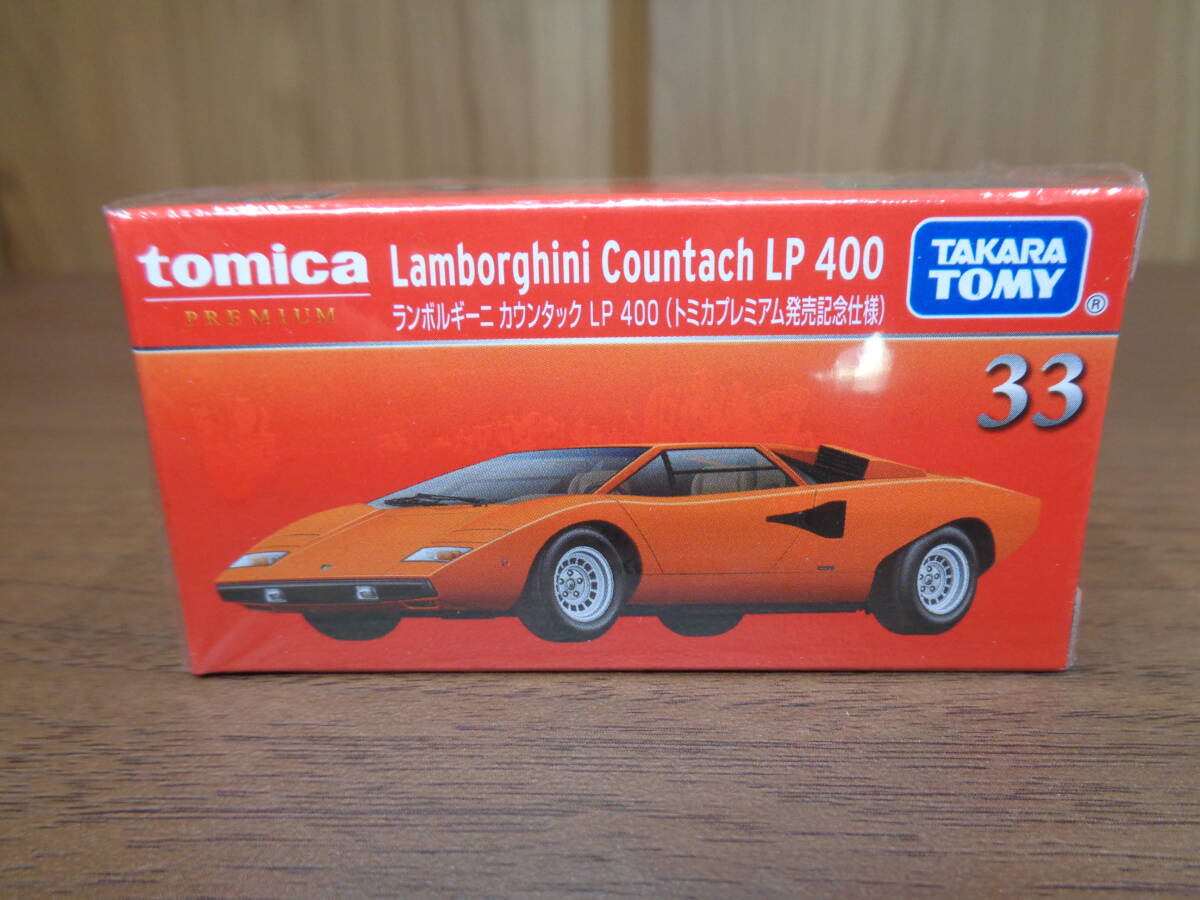 tomica
PREMIUM
Lamborghini Countach LP 400
ランボルギーニ カウンタック LP 400 (トミカプレミアム発売記念仕様)
TAKARA
TOMY
®
33